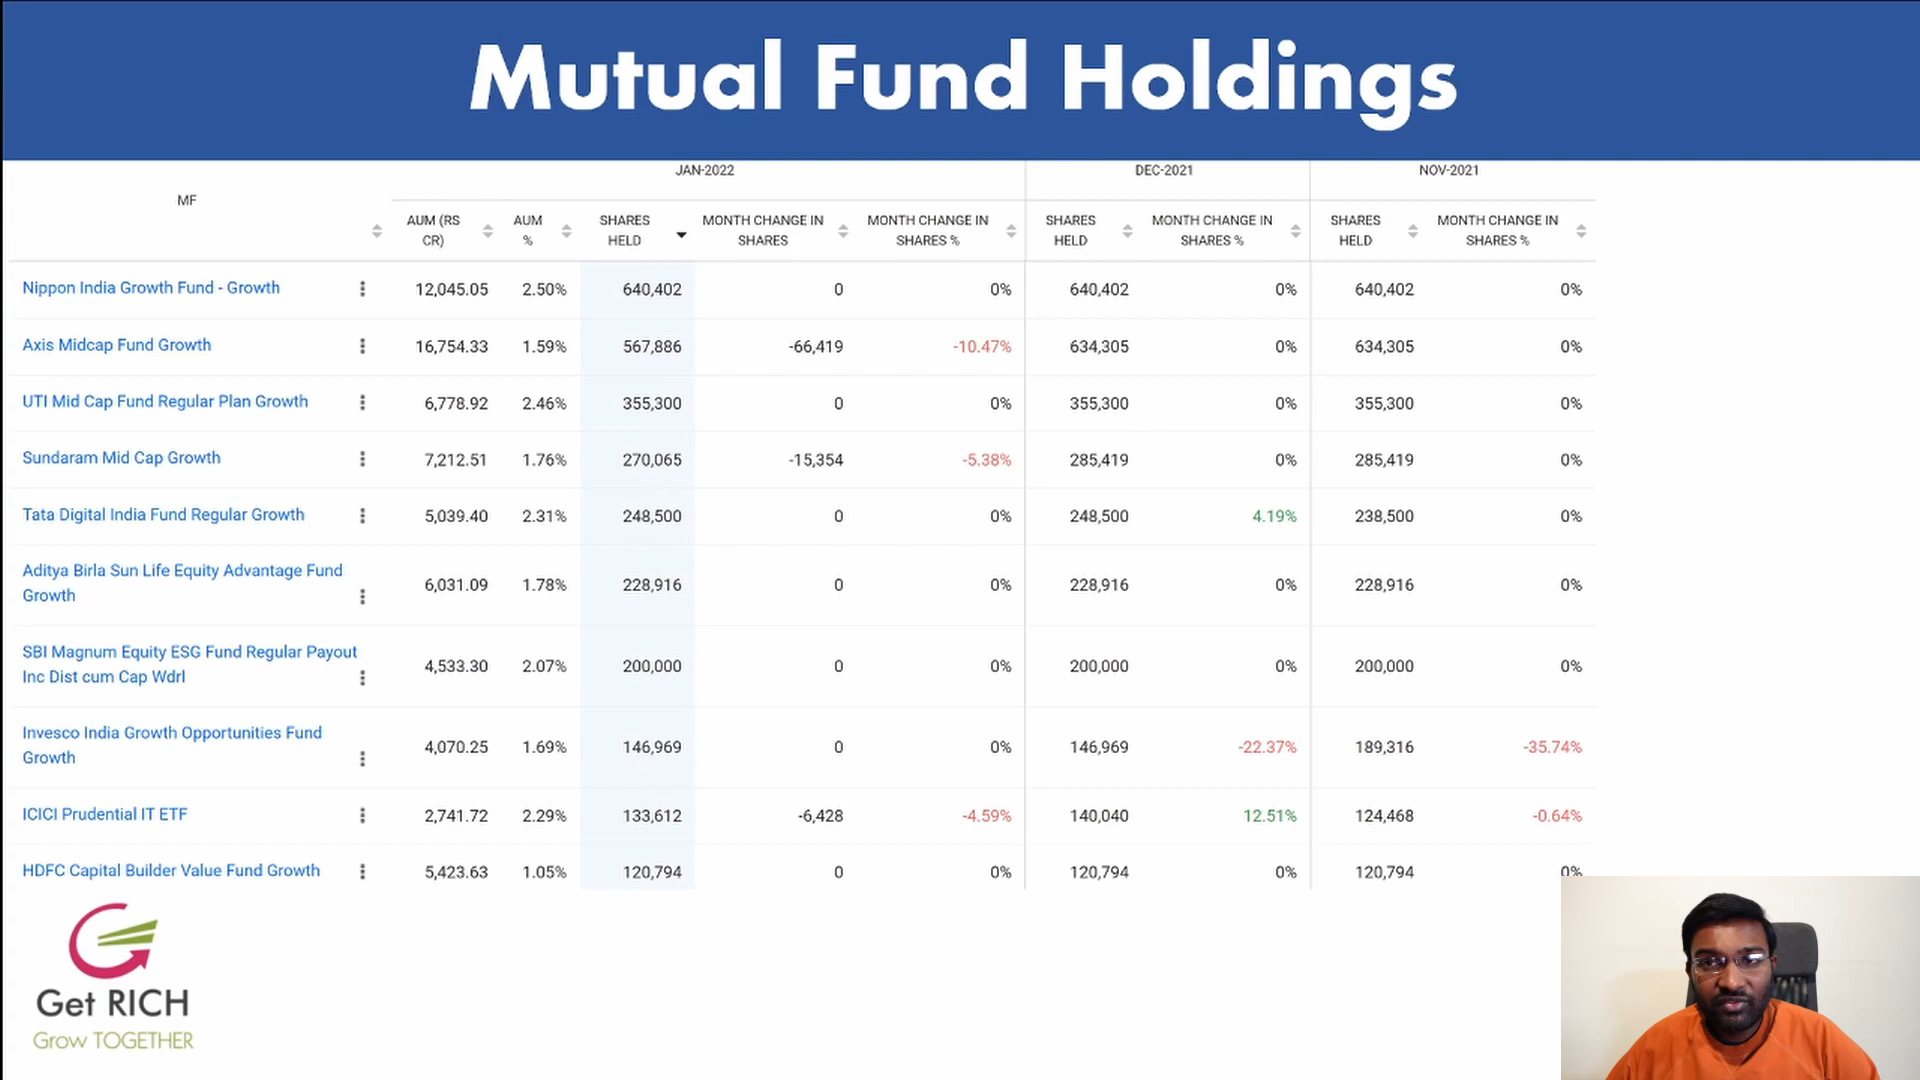 Mutual Fund Holdings
JAN-2022 DEC-2021 NOV-2021
MF
AUM (RS CR) AUM % SHARES HELD MONTH CHANGE IN SHARES MONTH CHANGE IN SHARES % SHARES HELD MONTH CHANGE IN SHARES % SHARES HELD MONTH CHANGE IN SHARES %
Nippon India Growth Fund - Growth 12,045.05 2.50% 640,402 0 0% 640,402 0% 640,402 0%
Axis Midcap Fund Growth 16,754.33 1.59% 567,886 -66,419 -10.47% 634,305 0% 634,305 0%
UTI Mid Cap Fund Regular Plan Growth 6,778.92 2.46% 355,300 0 0% 355,300 0% 355,300 0%
Sundaram Mid Cap Growth 7,212.51 1.76% 270,065 -15,354 -5.38% 285,419 0% 285,419 0%
Tata Digital India Fund Regular Growth 5,039.40 2.31% 248,500 0 0% 248,500 4.19% 238,500 0%
Aditya Birla Sun Life Equity Advantage Fund
Growth 6,031.09 1.78% 228,916 0 0% 228,916 0% 228,916 0%
SBI Magnum Equity ESG Fund Regular Payout
Inc Dist cum Cap Wdrl 4,533.30 2.07% 200,000 0 0% 200,000 0% 200,000 0%
Invesco India Growth Opportunities Fund
Growth 4,070.25 1.69% 146,969 0 0% 146,969 -22.37% 189,316 -35.74%
ICICI Prudential IT ETF 2,741.72 2.29% 133,612 -6,428 -4.59% 140,040 12.51% 124,468 -0.64%
HDFC Capital Builder Value Fund Growth 5,423.63 1.05% 120,794 0 0% 120,794 0% 120,794 0%
Get RICH
Grow TOGETHER